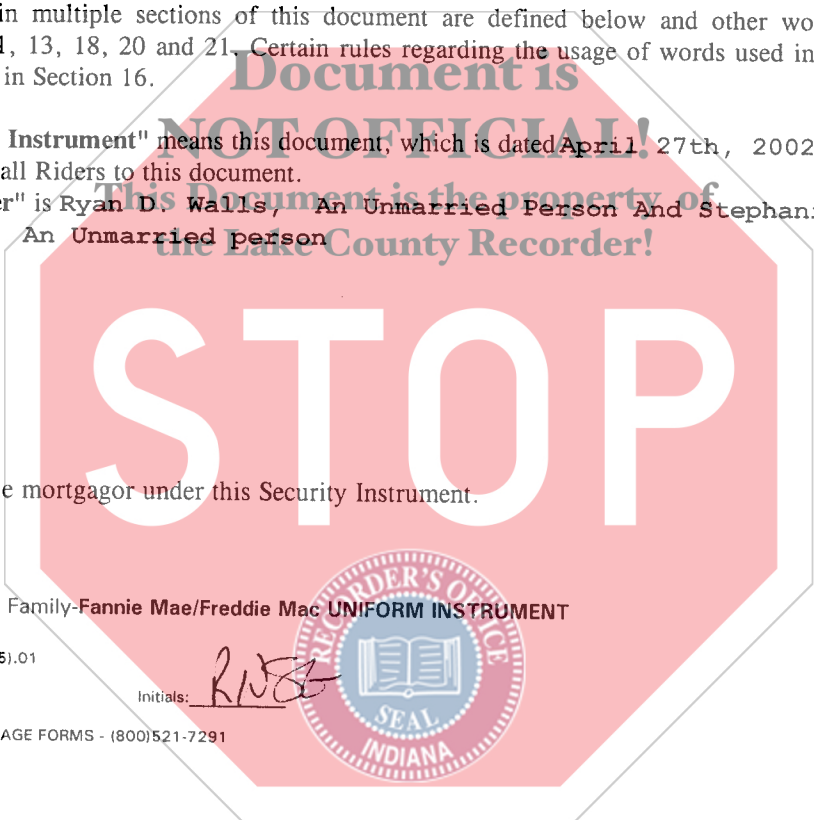 in multiple sections of this document are defined below and other wo
, 13, 18, 20 and 21. Certain rules regarding the usage of words used in
in Section 16.
Document is
NOT OFFICIAL!
Instrument" means this document, which is dated April 27th, 2002
all Riders to this document.
This Document is the property of
r" is Ryan D. Walls, An Unmarried Person And Stephani
An Unmarried person
the Lake County Recorder!
STOP
e mortgagor under this Security Instrument.
Family-Fannie Mae/Freddie Mac UNIFORM INSTRUMENT
5).01
Initials:
AGE FORMS - (800)521-7291
RECORDER'S OFFICE
SEAL
INDIANA